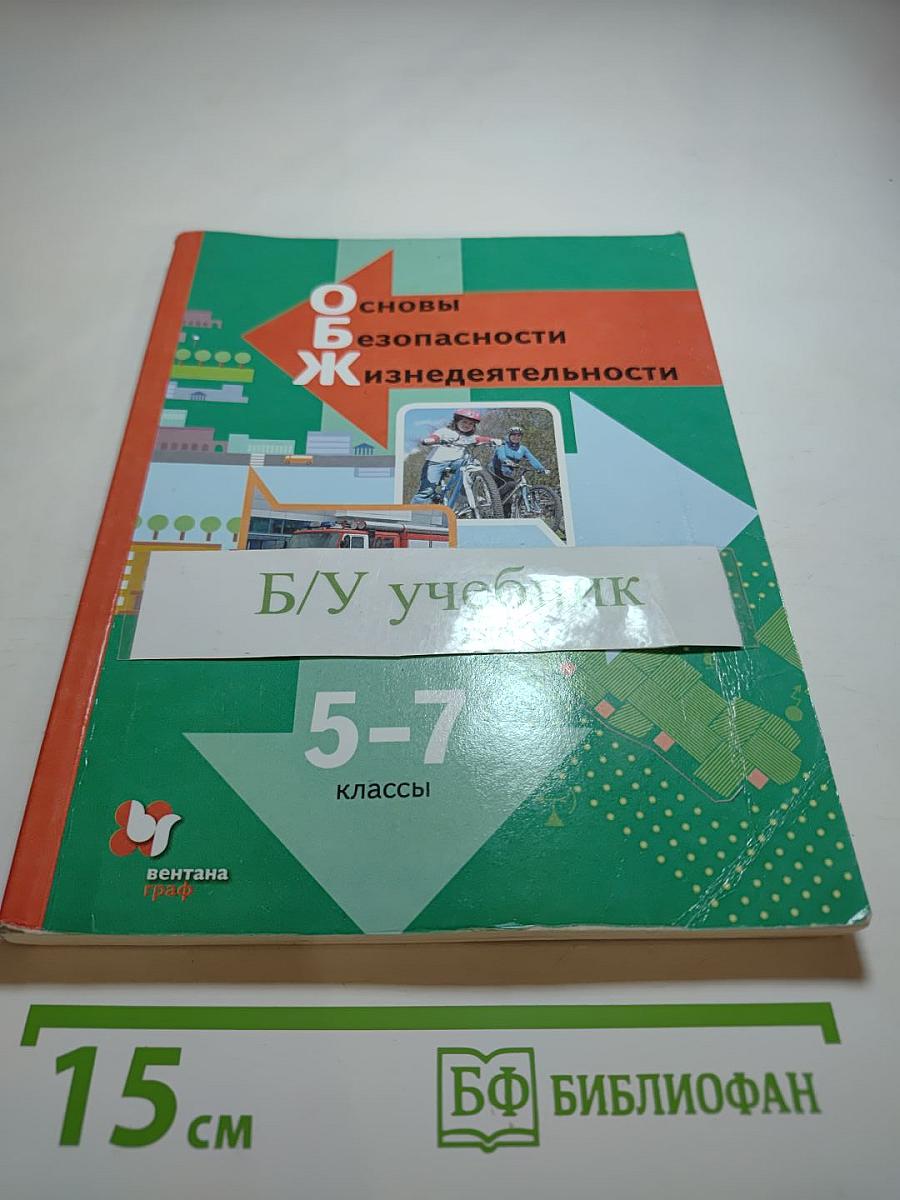 Основы
Безопасности
Жизнедеятельности
Б/У учебник
5-7
классы
вентана
граф
15 см
БФ БИБЛИОФАН